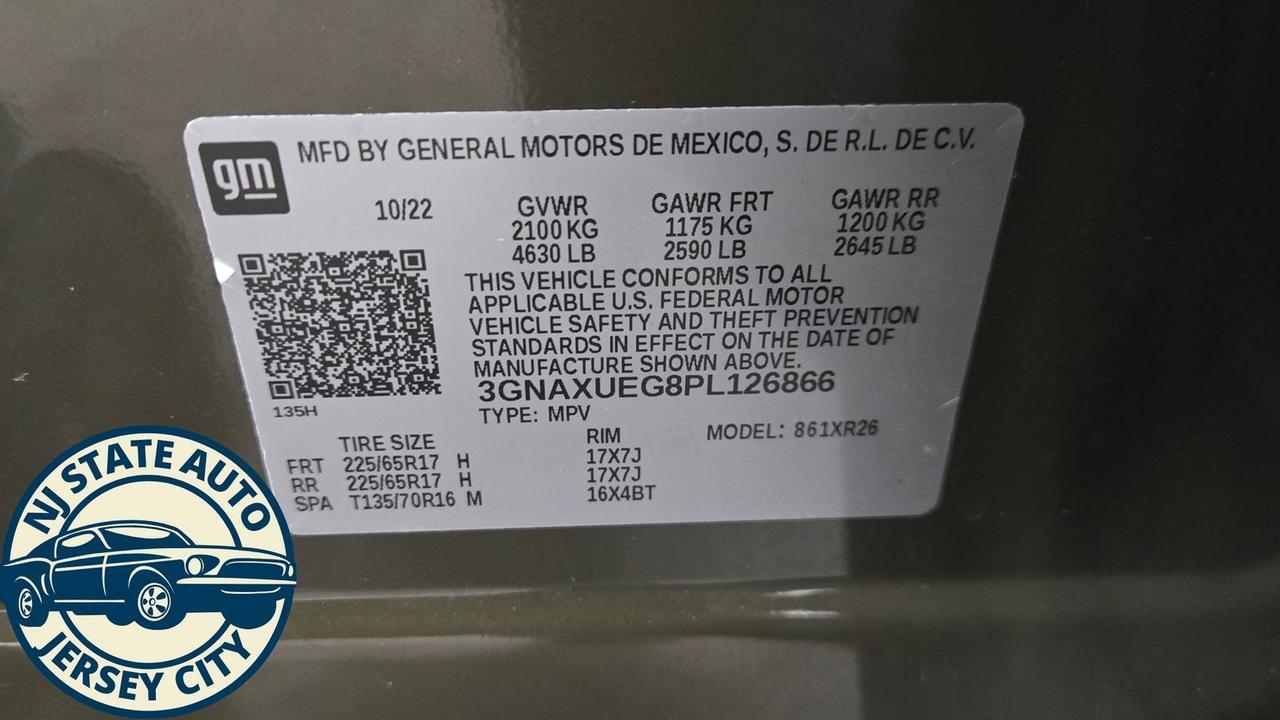 gm
MFD BY GENERAL MOTORS DE MEXICO, S. DE R.L. DE C.V.
10/22 GVWR GAWR FRT GAWR RR
2100 KG 1175 KG 1200 KG
4630 LB 2590 LB 2645 LB
THIS VEHICLE CONFORMS TO ALL
APPLICABLE U.S. FEDERAL MOTOR
VEHICLE SAFETY AND THEFT PREVENTION
STANDARDS IN EFFECT ON THE DATE OF
MANUFACTURE SHOWN ABOVE.
3GNAXUEG8PL126866
135H
TYPE: MPV
TIRE SIZE RIM MODEL: 861XR26
FRT 225/65R17 H 17X7J
RR 225/65R17 H 17X7J
SPA T135/70R16 M 16X4BT
NJ STATE AUTO
JERSEY CITY